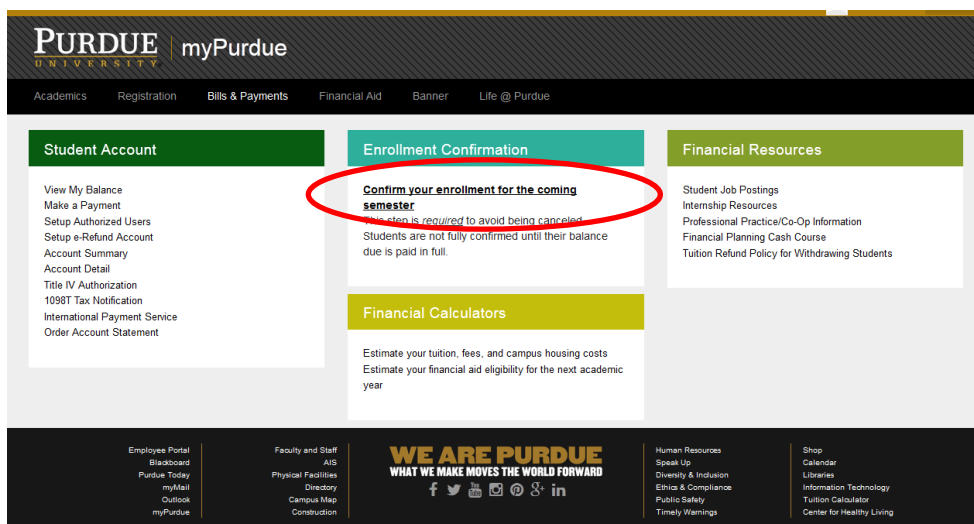 PURDUE
UNIVERSITY
myPurdue
Academics Registration Bills & Payments Financial Aid Banner Life @ Purdue
Student Account
View My Balance
Make a Payment
Setup Authorized Users
Setup e-Refund Account
Account Summary
Account Detail
Title IV Authorization
1098T Tax Notification
International Payment Service
Order Account Statement
Enrollment Confirmation
Confirm your enrollment for the coming
semester
This step is required to avoid being canceled.
Students are not fully confirmed until their balance
due is paid in full.
Financial Calculators
Estimate your tuition, fees, and campus housing costs
Estimate your financial aid eligibility for the next academic
year
Financial Resources
Student Job Postings
Internship Resources
Professional Practice/Co-Op Information
Financial Planning Cash Course
Tuition Refund Policy for Withdrawing Students
Employee Portal
Blackboard
Purdue Today
myMail
Outlook
myPurdue
Faculty and Staff
AIS
Physical Facilities
Directory
Campus Map
Construction
WE ARE PURDUE
WHAT WE MAKE MOVES THE WORLD FORWARD
Human Resources
Speak Up
Diversity & Inclusion
Ethics & Compliance
Public Safety
Timely Warnings
Shop
Calendar
Libraries
Information Technology
Tuition Calculator
Center for Healthy Living